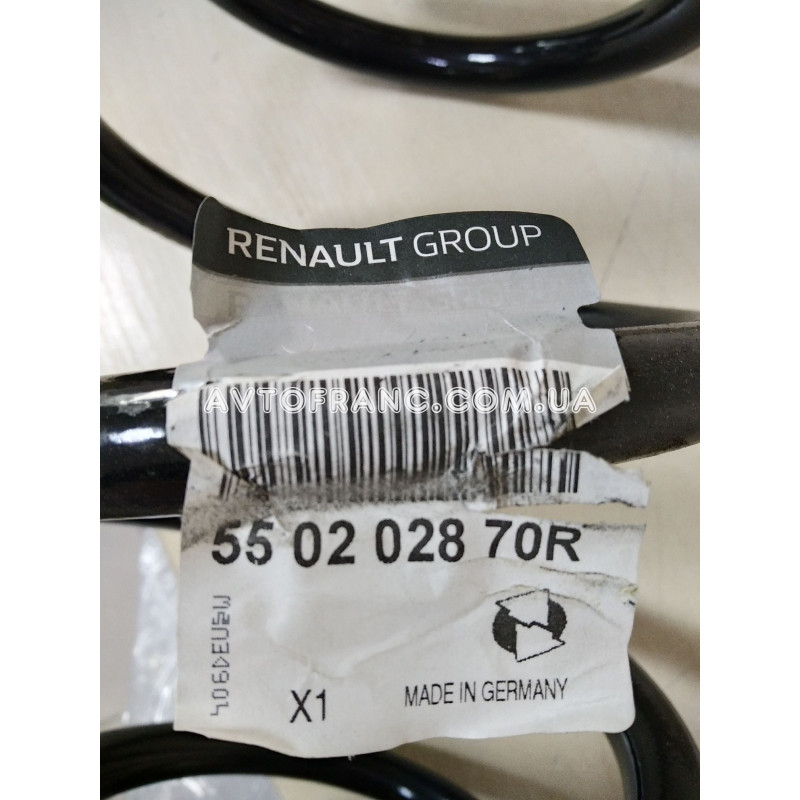 RENAULT GROUP
AVTOFRANC.COM.UA
55 02 028 70R
X1
MADE IN GERMANY